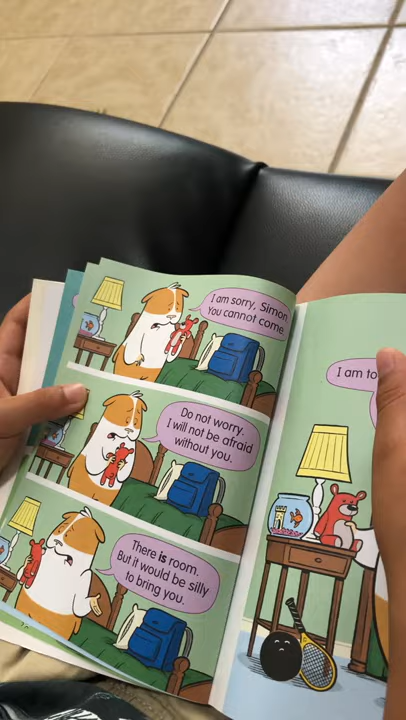 I am sorry, Simon.
You cannot come.
Do not worry.
I will not be afraid
without you.
There is room.
But it would be silly
to bring you.
I am to